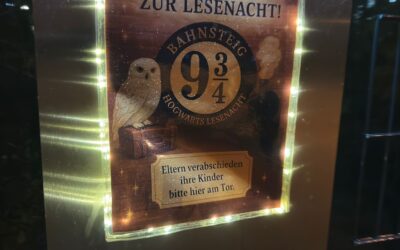 ZUR LESENACHT!
BAHNSTEIG
9 3/4
HOGWARTS LESENACHT
Eltern verabschieden
ihre Kinder
bitte hier am Tor.